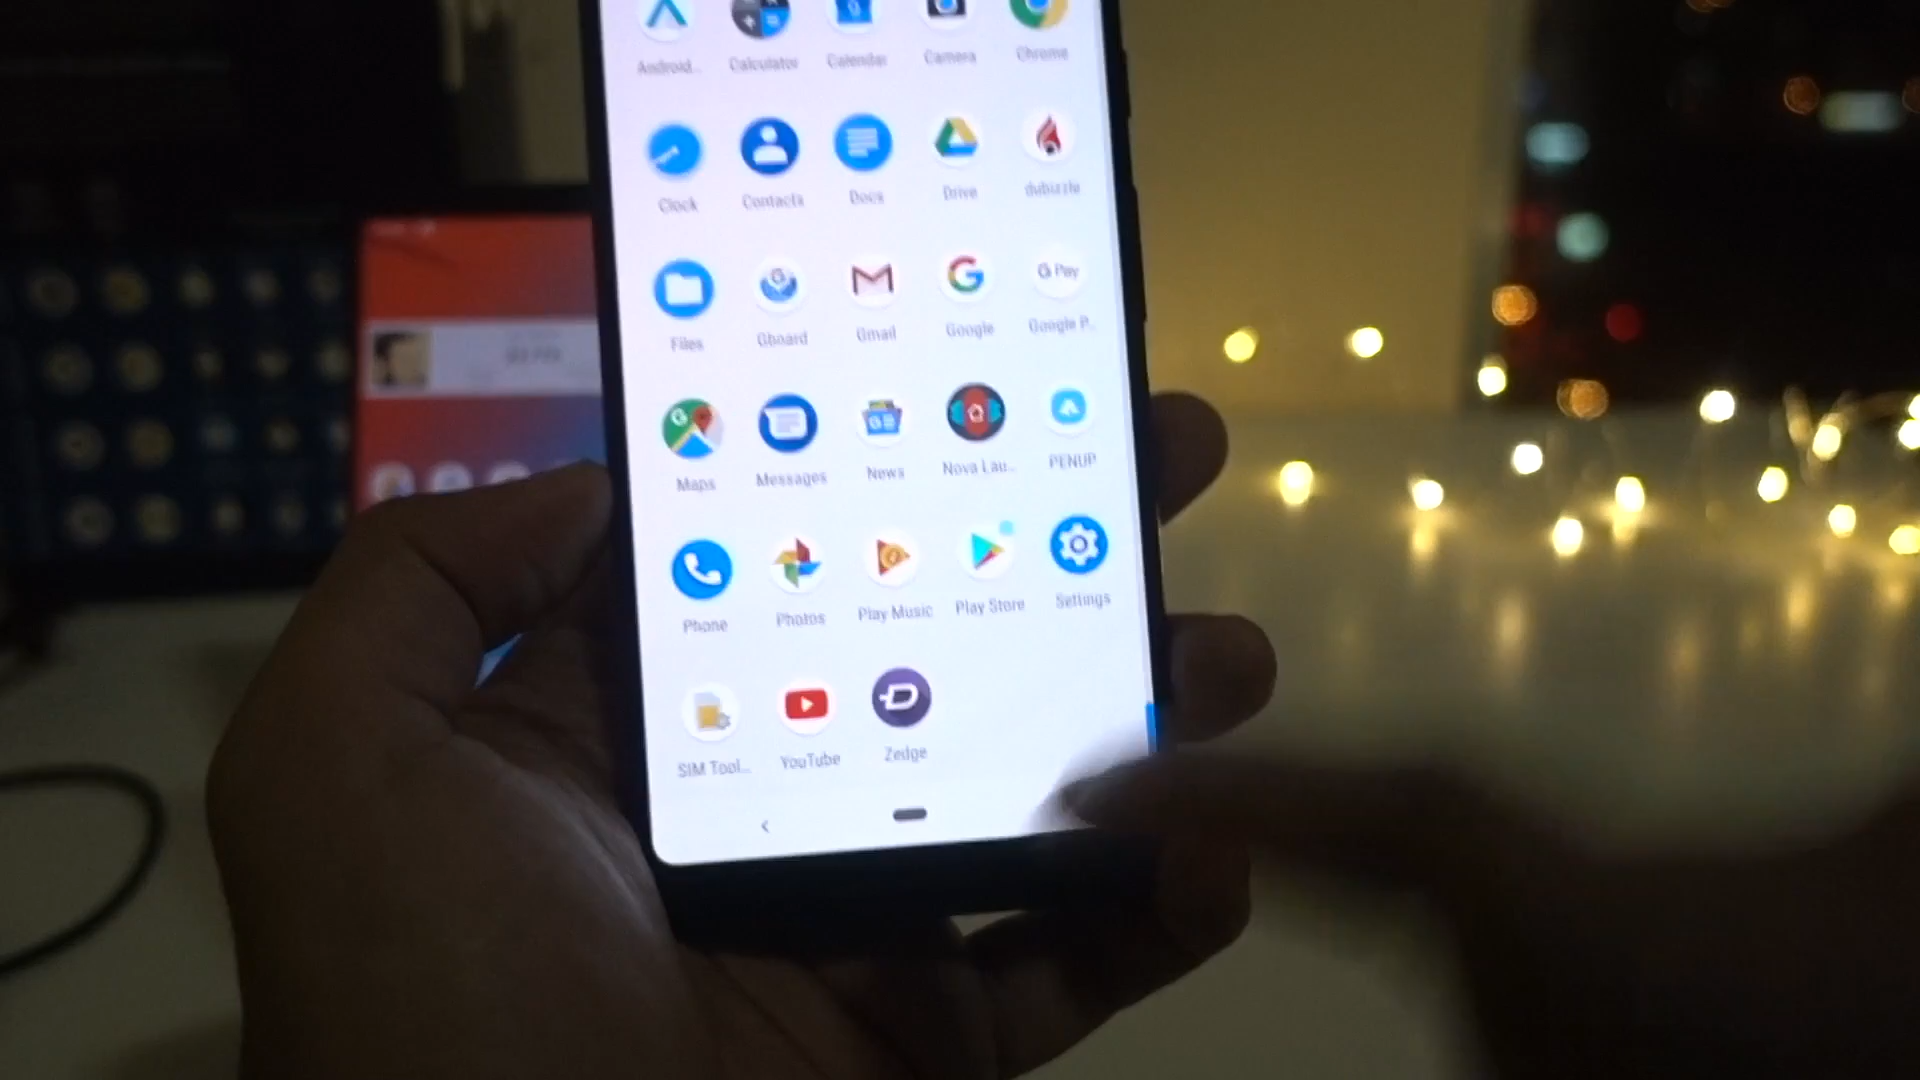 Android..
Calculator
Calendar
Camera
Chrome
Clock
Contacts
Docs
Drive
dubizzle
Files
Gboard
Gmail
Google
G Pay
Google P..
Maps
Messages
News
Nova Lau..
PENUP
Phone
Photos
Play Music
Play Store
Settings
SIM Tool..
YouTube
Zedge